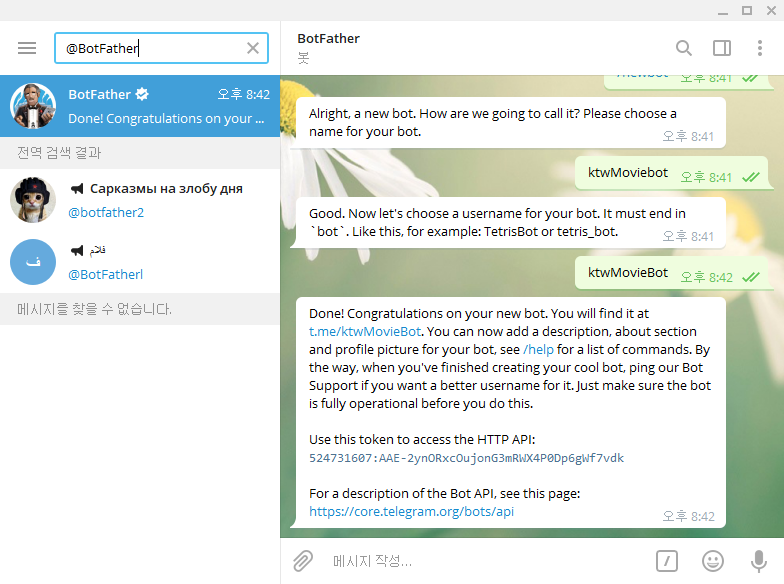 @BotFather
BotFather
오후 8:42
Done! Congratulations on your ...
전역 검색 결과
Сарказмы на злобу дня
@botfather2
ف
فلام
@BotFatherl
메시지를 찾을 수 없습니다.
BotFather
봇
/newbot
오후 8:41
Alright, a new bot. How are we going to call it? Please choose a
name for your bot.
오후 8:41
ktwMoviebot
오후 8:41
Good. Now let's choose a username for your bot. It must end in
`bot`. Like this, for example: TetrisBot or tetris_bot.
오후 8:41
ktwMovieBot
오후 8:42
Done! Congratulations on your new bot. You will find it at
t.me/ktwMovieBot. You can now add a description, about section
and profile picture for your bot, see /help for a list of commands. By
the way, when you've finished creating your cool bot, ping our Bot
Support if you want a better username for it. Just make sure the bot
is fully operational before you do this.
Use this token to access the HTTP API:
524731607:AAE-2ynORxcOujonG3mRWX4P0Dp6gWf7vdk
For a description of the Bot API, see this page:
https://core.telegram.org/bots/api
오후 8:42
메시지 작성...
/